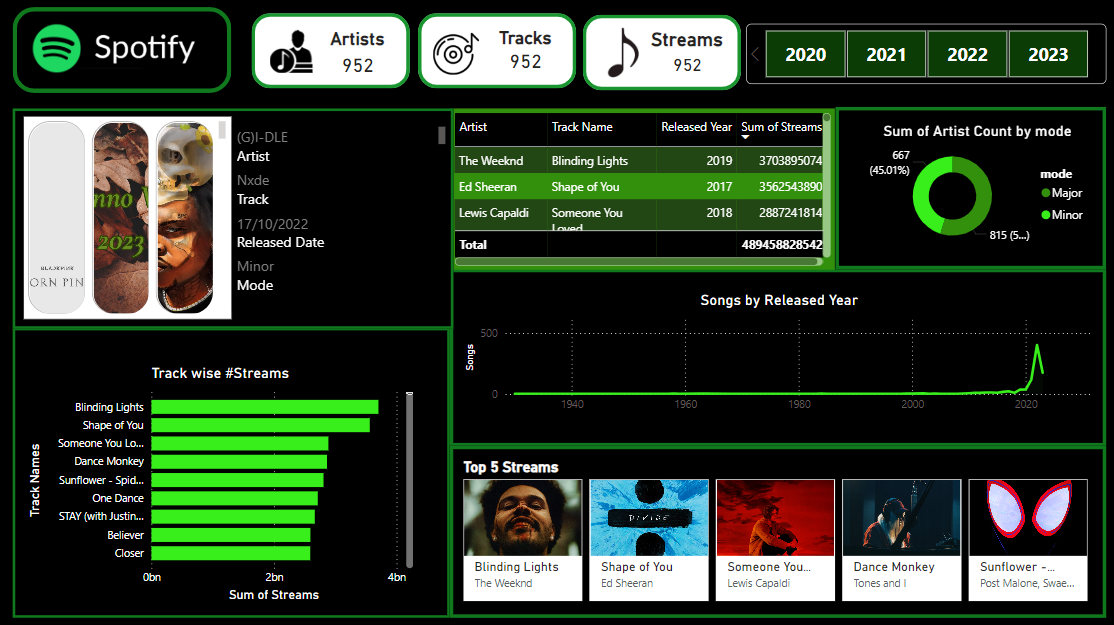 Spotify
Artists
952
Tracks
952
Streams
952
2020
2021
2022
2023
BLACKPINK
ORN PIN
nno
2023
(G)I-DLE
Artist
Nxde
Track
17/10/2022
Released Date
Minor
Mode
Artist Track Name Released Year Sum of Streams
The Weeknd Blinding Lights 2019 3703895074
Ed Sheeran Shape of You 2017 3562543890
Lewis Capaldi Someone You 2018 2887241814
Loved
Total 489458828542
Sum of Artist Count by mode
667
(45.01%)
815 (5...)
mode
Major
Minor
Songs by Released Year
Songs
500
0
1940 1960 1980 2000 2020
Track wise #Streams
Track Names
Blinding Lights
Shape of You
Someone You Lo...
Dance Monkey
Sunflower - Spid...
One Dance
STAY (with Justin...
Believer
Closer
0bn 2bn 4bn
Sum of Streams
Top 5 Streams
DIVIDE
Blinding Lights
The Weeknd
Shape of You
Ed Sheeran
Someone You...
Lewis Capaldi
Dance Monkey
Tones and I
Sunflower -...
Post Malone, Swae...